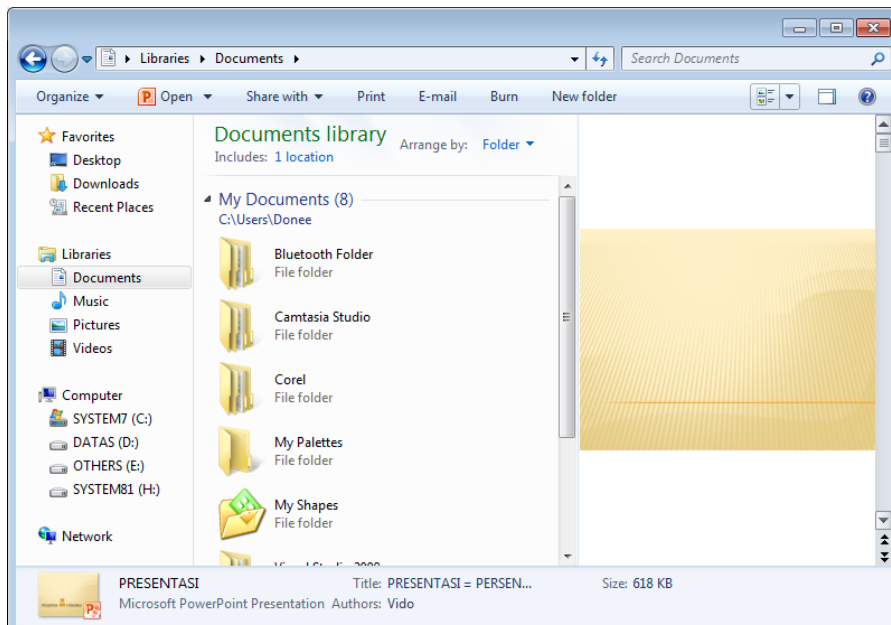 Libraries Documents
Search Documents
Organize Open Share with Print E-mail Burn New folder
Favorites
Desktop
Downloads
Recent Places
Libraries
Documents
Music
Pictures
Videos
Computer
SYSTEM7 (C:)
DATAS (D:)
OTHERS (E:)
SYSTEM81 (H:)
Network
Documents library
Includes: 1 location
Arrange by: Folder
My Documents (8)
C:\Users\Donee
Bluetooth Folder
File folder
Camtasia Studio
File folder
Corel
File folder
My Palettes
File folder
My Shapes
File folder
PRESENTASI
Microsoft PowerPoint Presentation
Title: PRESENTASI = PERSEN...
Authors: Vido
Size: 618 KB